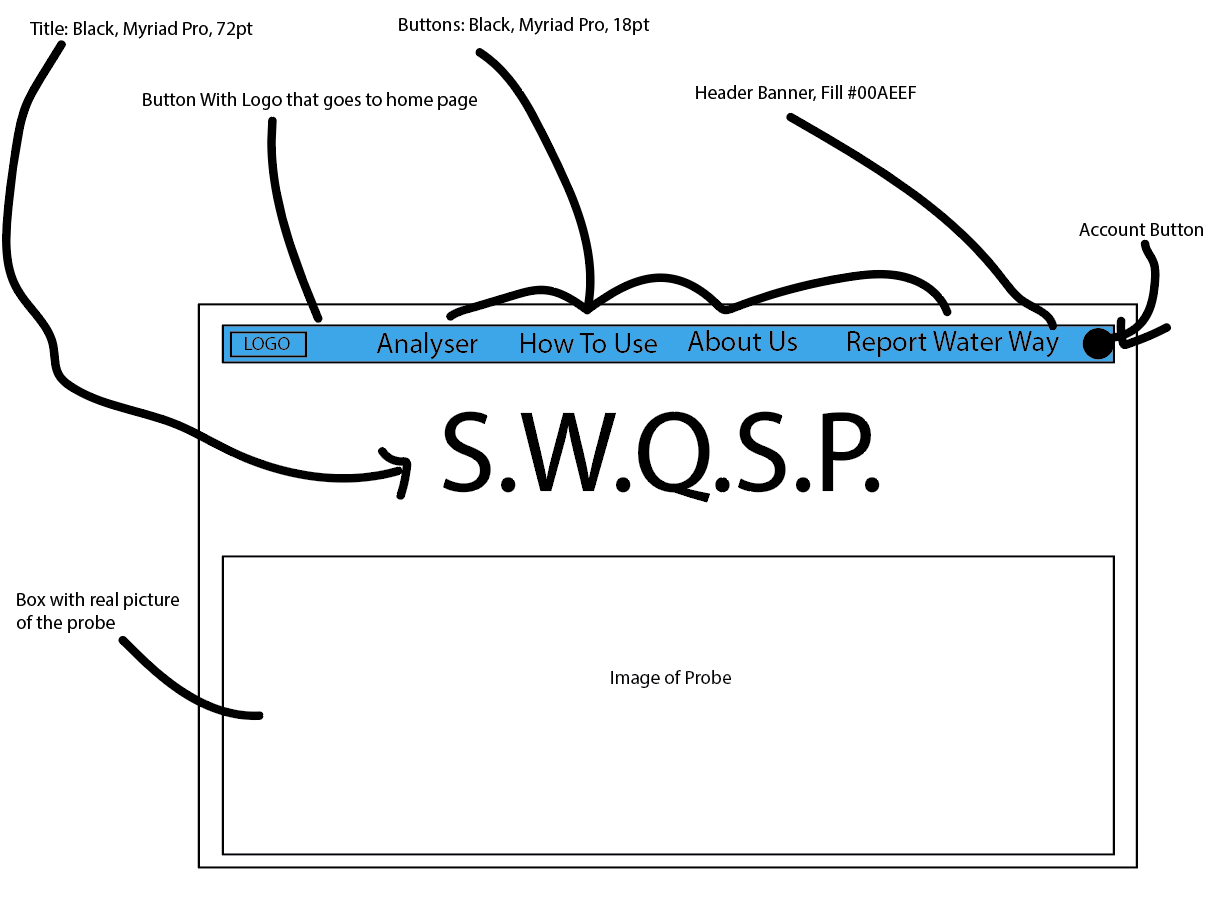 Title: Black, Myriad Pro, 72pt
Buttons: Black, Myriad Pro, 18pt
Button With Logo that goes to home page
Header Banner, Fill #00AEEF
Account Button
LOGO
Analyser
How To Use
About Us
Report Water Way
S.W.Q.S.P.
Box with real picture
of the probe
Image of Probe